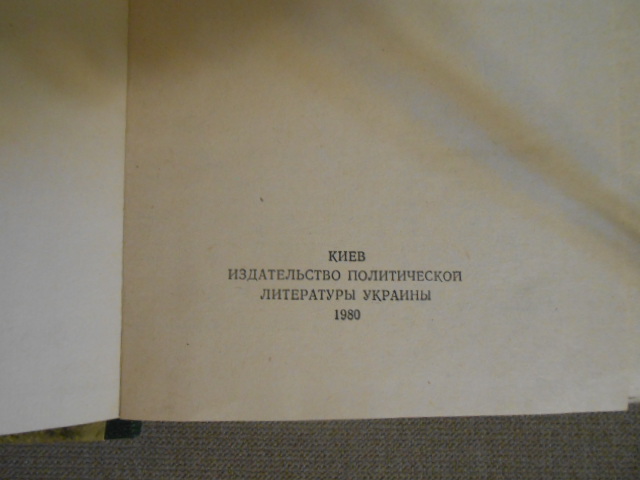 КИЕВ
ИЗДАТЕЛЬСТВО ПОЛИТИЧЕСКОЙ
ЛИТЕРАТУРЫ УКРАИНЫ
1980